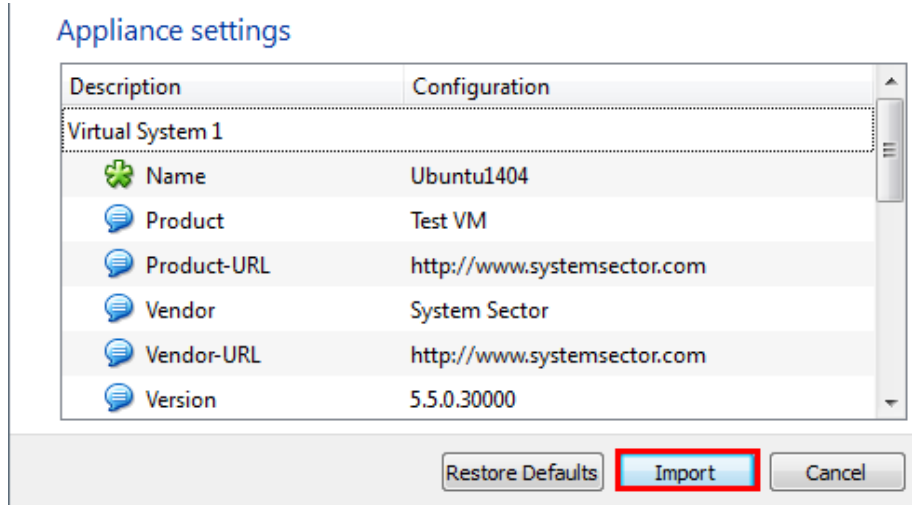 Appliance settings
Description Configuration
Virtual System 1
Name Ubuntu1404
Product Test VM
Product-URL http://www.systemsector.com
Vendor System Sector
Vendor-URL http://www.systemsector.com
Version 5.5.0.30000
Restore Defaults Import Cancel